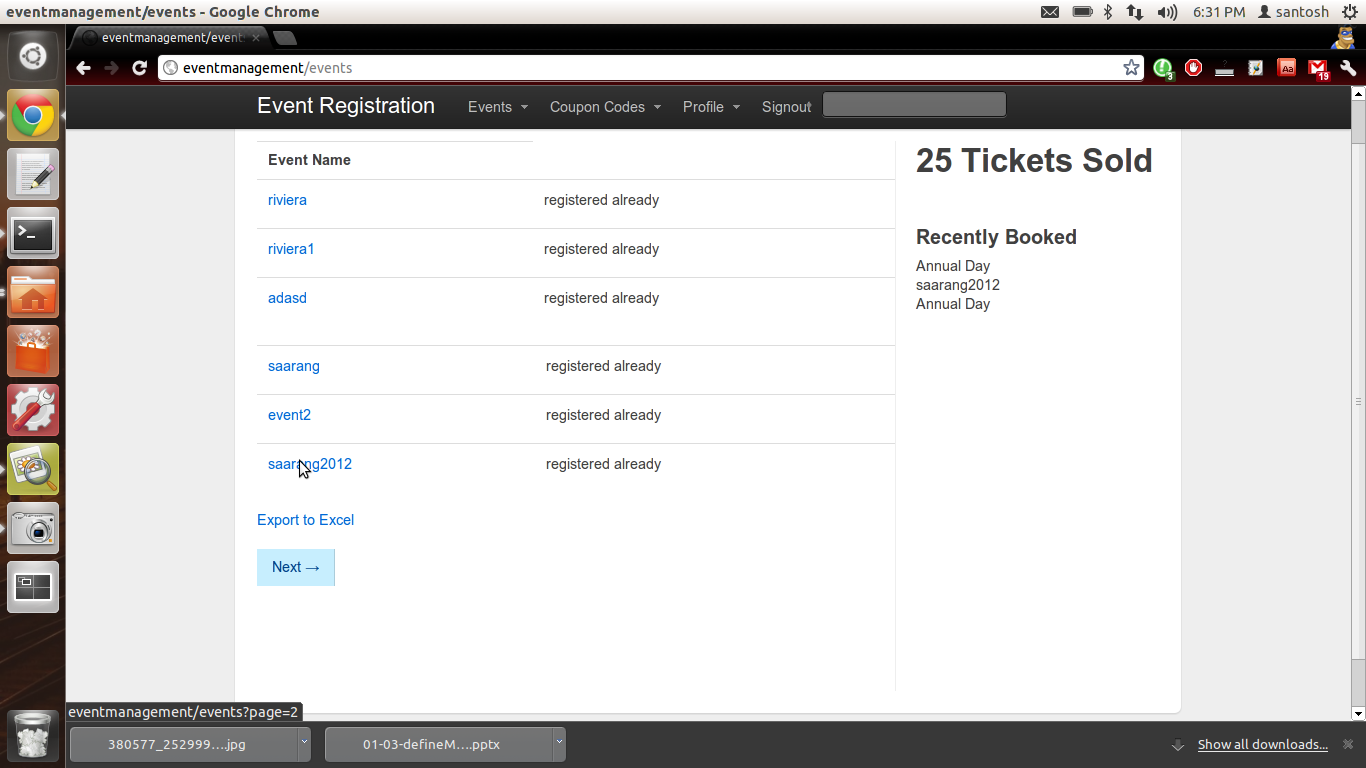 eventmanagement/events - Google Chrome
6:31 PM
santosh
eventmanagement/event
eventmanagement/events
3
Aa
19
Event Registration
Events
Coupon Codes
Profile
Signout
Event Name
riviera registered already
riviera1 registered already
adasd registered already
saarang registered already
event2 registered already
saarang2012 registered already
Export to Excel
Next →
25 Tickets Sold
Recently Booked
Annual Day
saarang2012
Annual Day
eventmanagement/events?page=2
380577_252999....jpg
01-03-defineM....pptx
Show all downloads...